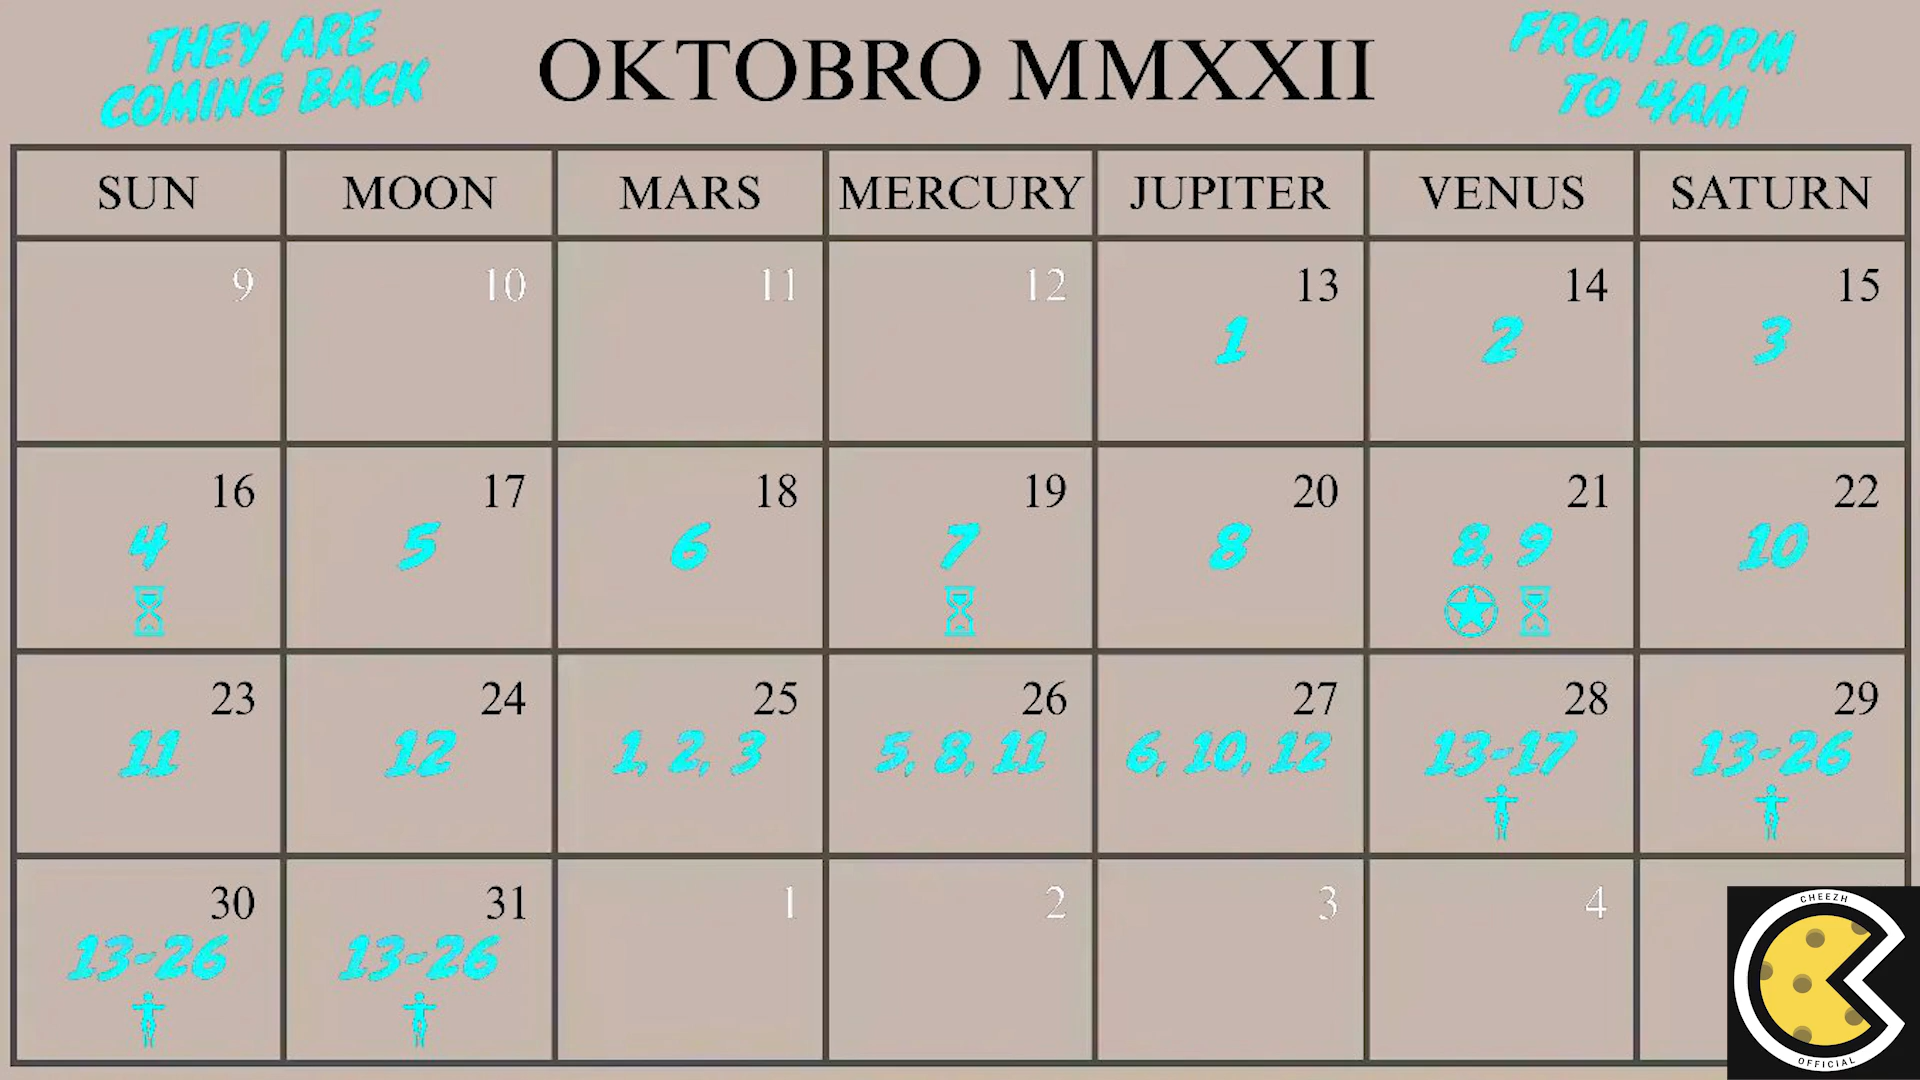 THEY ARE
COMING BACK
OKTOBRO MMXXII
FROM 10PM
TO 4AM
SUN MOON MARS MERCURY JUPITER VENUS SATURN
9 10 11 12 13 14 15
1 2 3
16 17 18 19 20 21 22
4 5 6 7 8 8, 9 10
23 24 25 26 27 28 29
11 12 1, 2, 3 5, 8, 11 6, 10, 12 13-17 13-26
30 31 1 2 3 4
13-26 13-26
CHEEZH
OFFICIAL